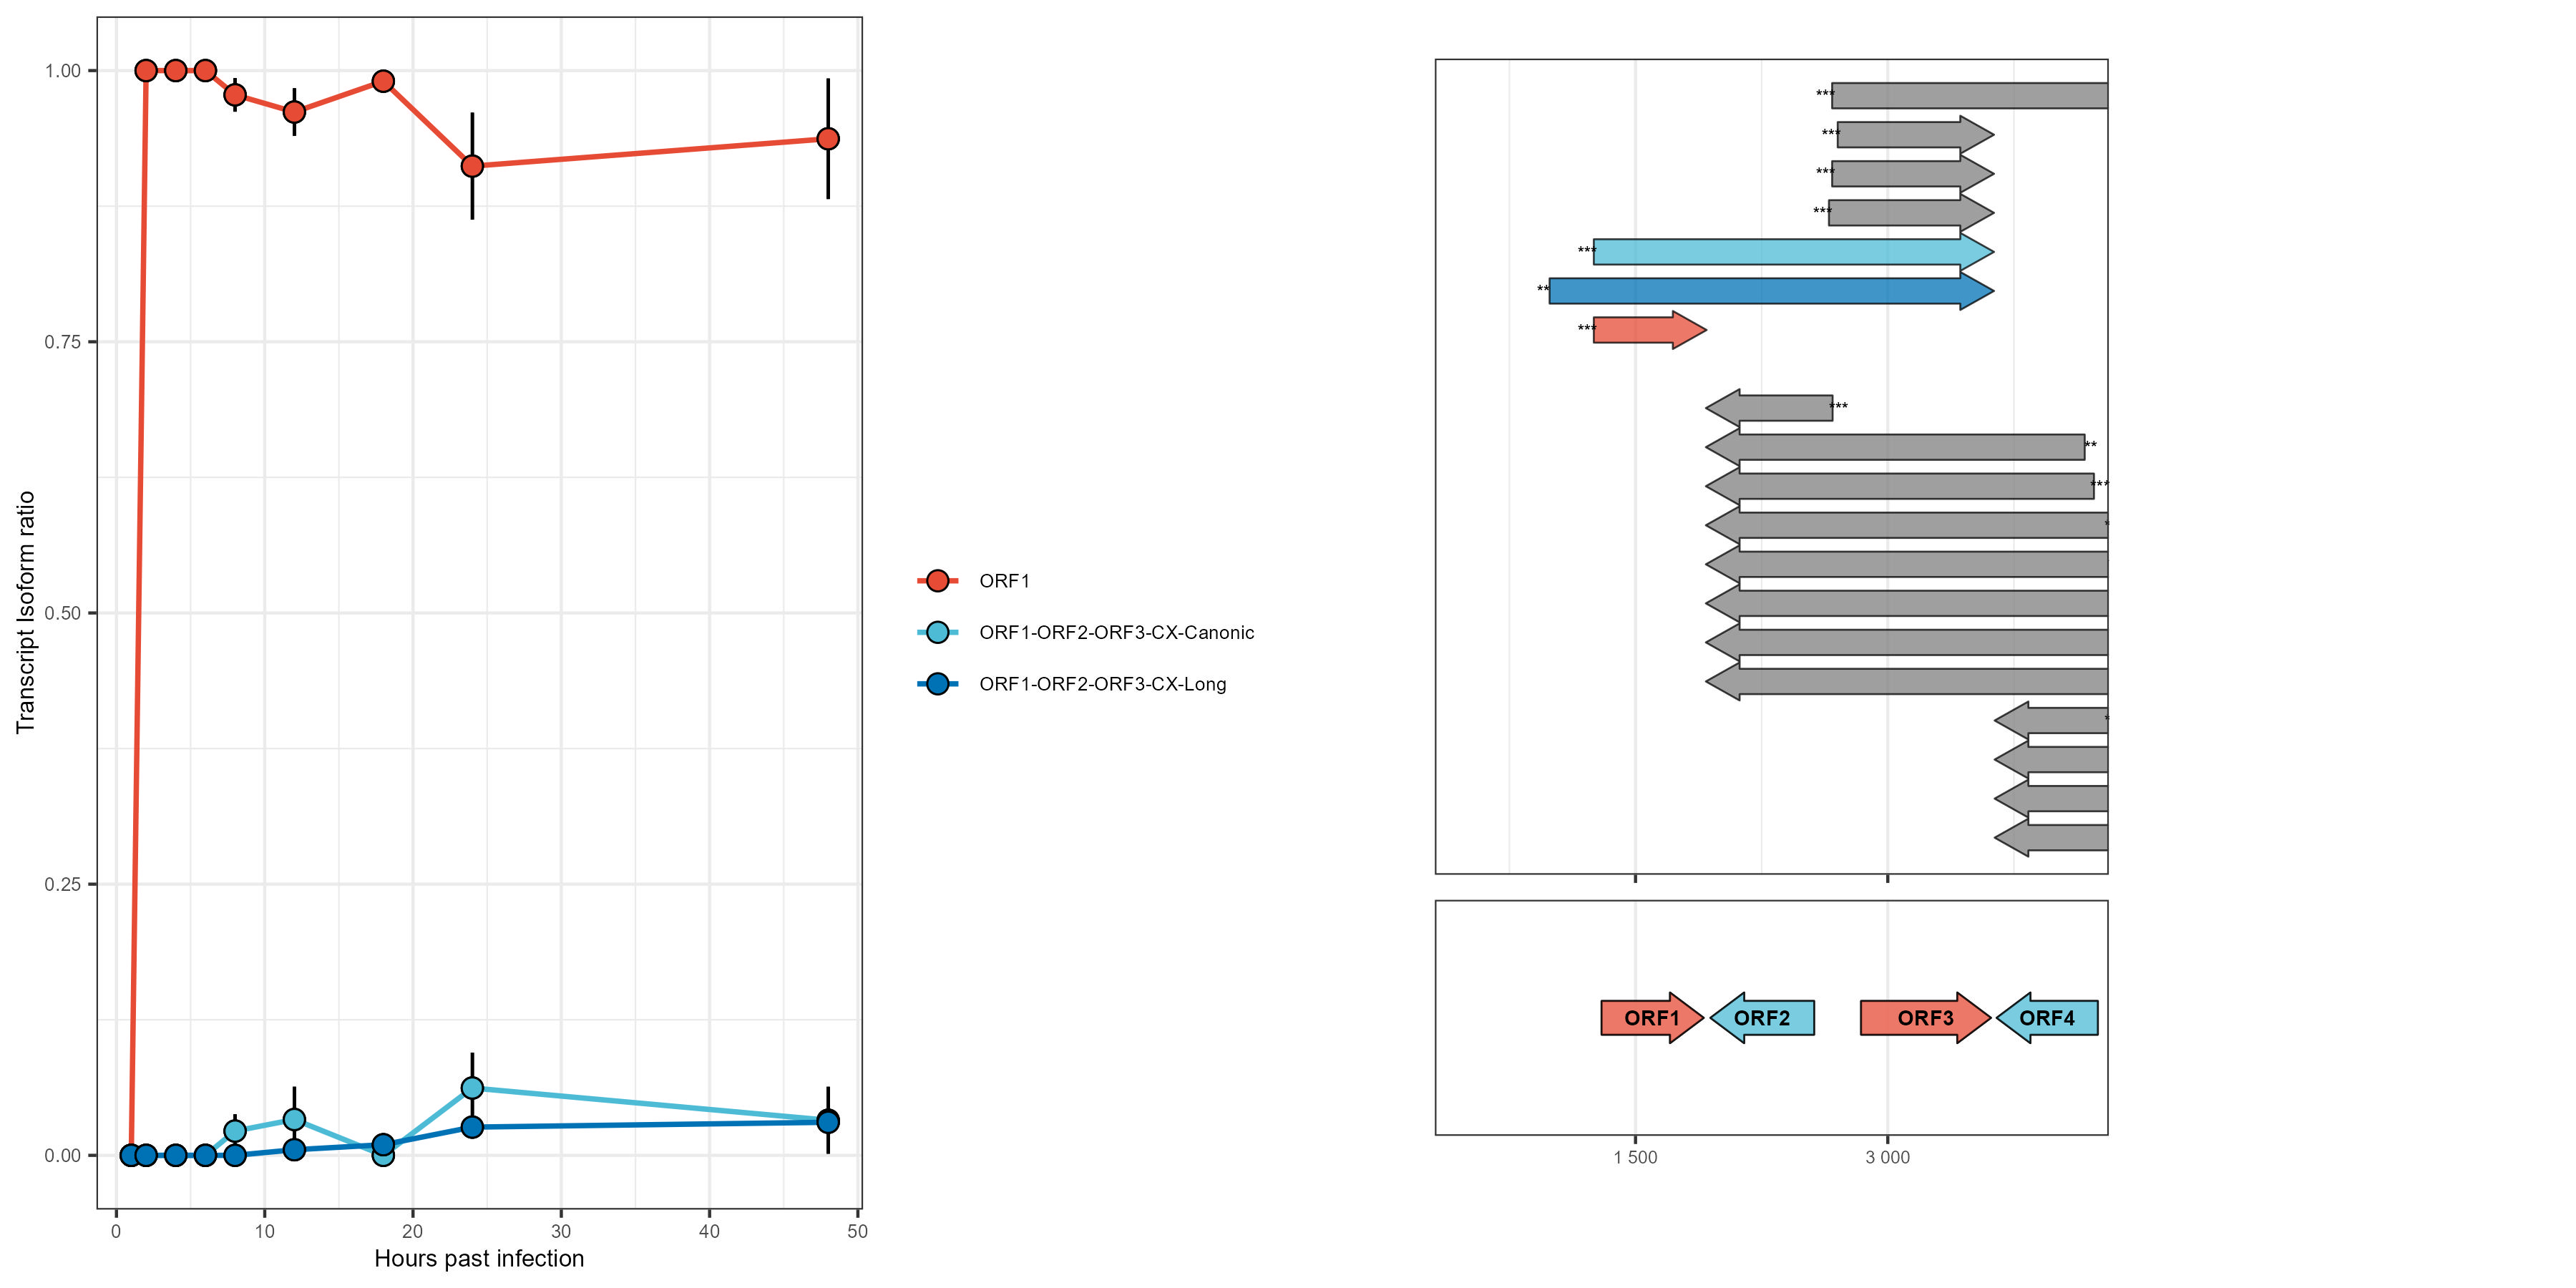 1.00
0.75
0.50
0.25
0.00
Transcript Isoform ratio
0 10 20 30 40 50
Hours past infection
ORF1
ORF1-ORF2-ORF3-CX-Canonic
ORF1-ORF2-ORF3-CX-Long
***
***
***
***
***
**
***
***
**
***
*
*
ORF1 ORF2 ORF3 ORF4
1 500 3 000